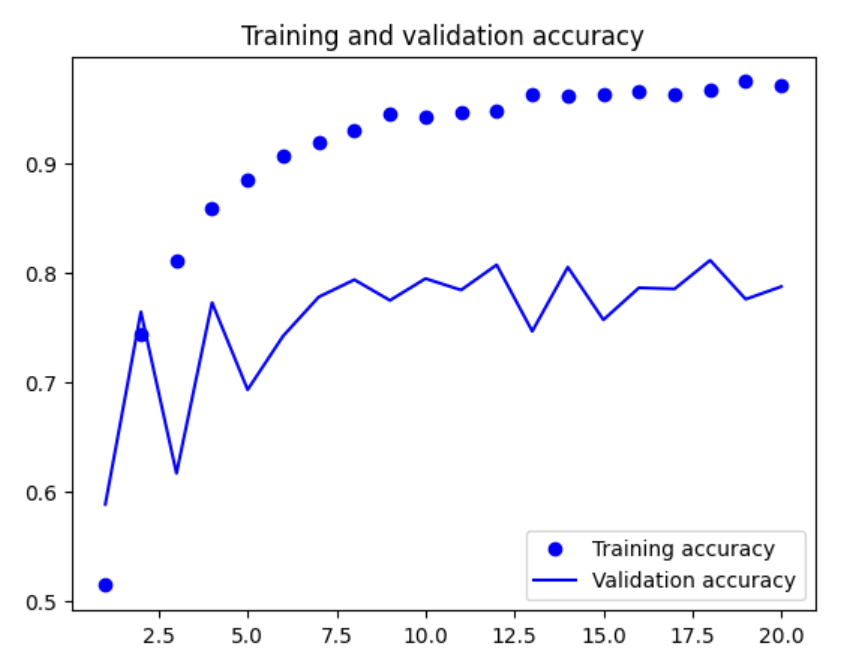 Training and validation accuracy
0.9
0.8
0.7
0.6
0.5
Training accuracy
Validation accuracy
2.5 5.0 7.5 10.0 12.5 15.0 17.5 20.0